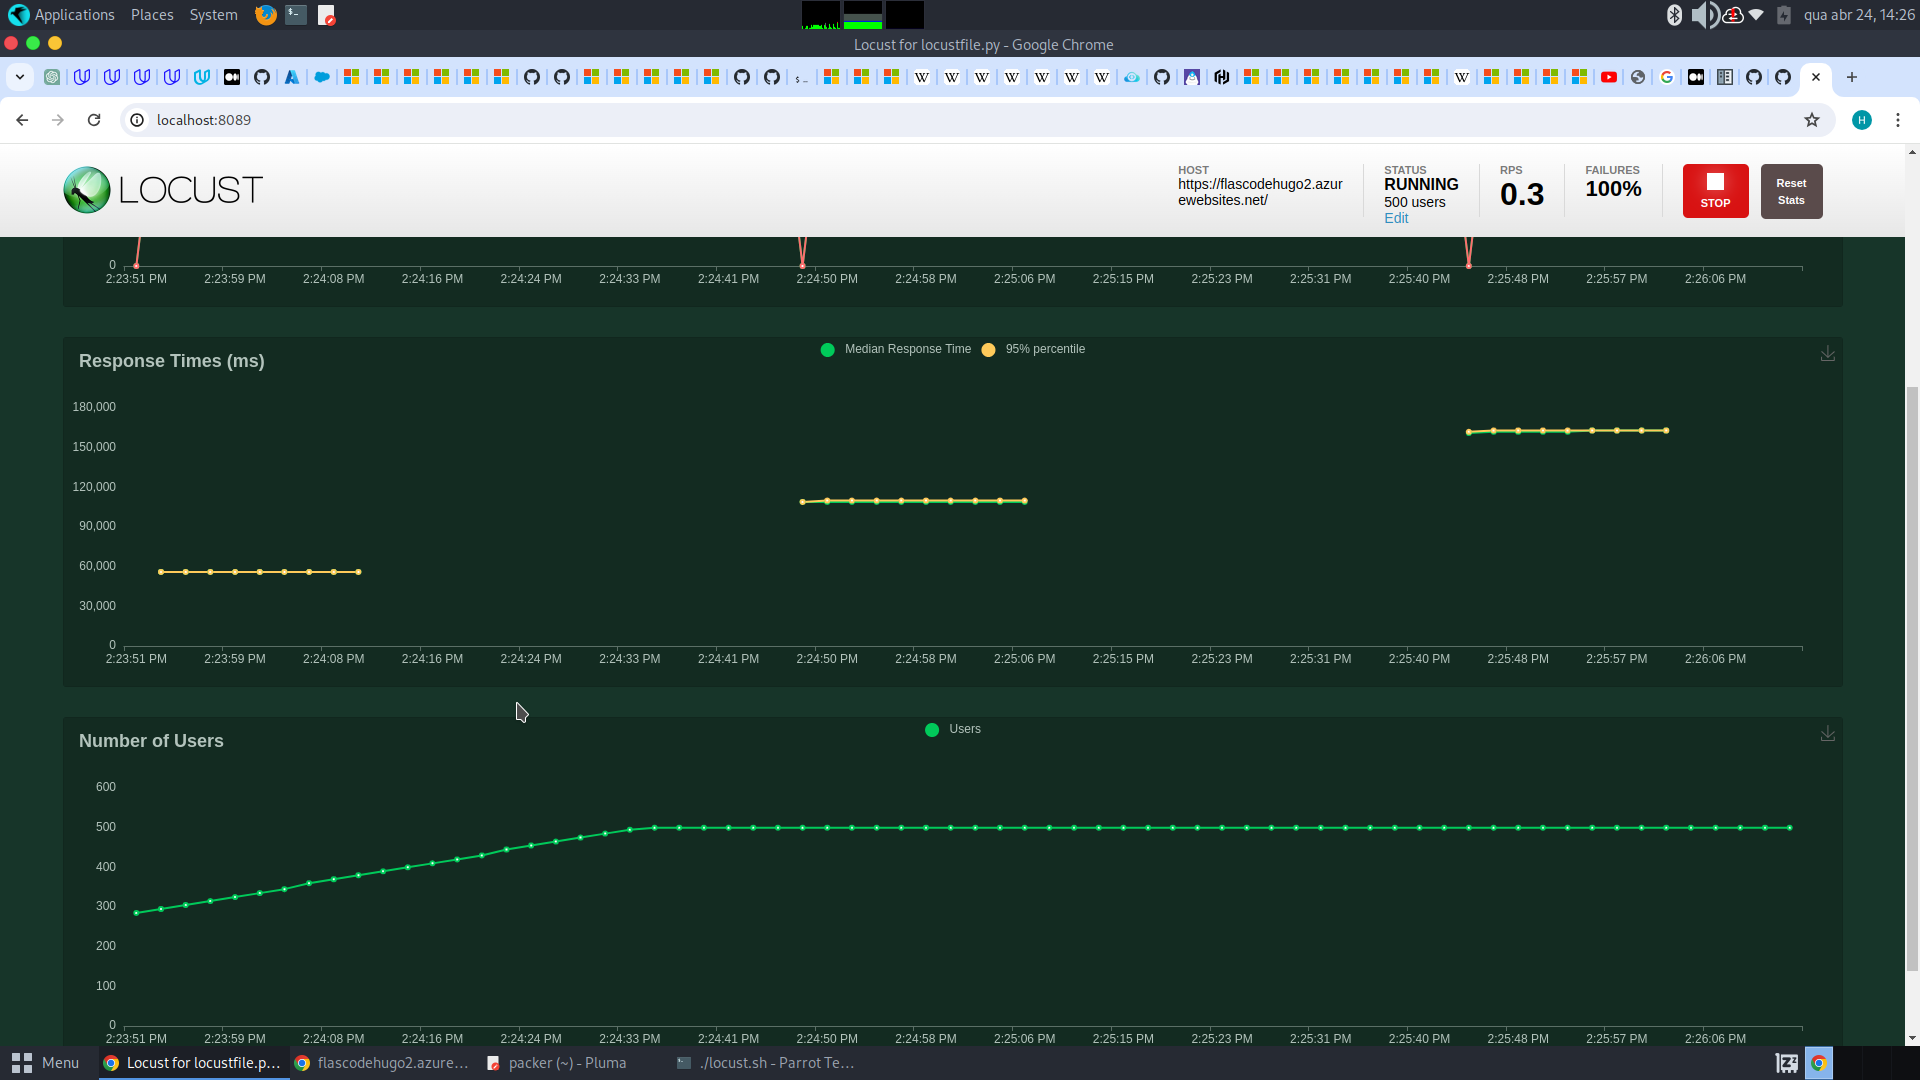 Applications Places System
qua abr 24, 14:26
Locust for locustfile.py - Google Chrome
localhost:8089
H
LOCUST
HOST
https://flascodehugo2.azur
ewebsites.net/
STATUS
RUNNING
500 users
Edit
RPS
0.3
FAILURES
100%
STOP
Reset
Stats
0
2:23:51 PM 2:23:59 PM 2:24:08 PM 2:24:16 PM 2:24:24 PM 2:24:33 PM 2:24:41 PM 2:24:50 PM 2:24:58 PM 2:25:06 PM 2:25:15 PM 2:25:23 PM 2:25:31 PM 2:25:40 PM 2:25:48 PM 2:25:57 PM 2:26:06 PM
Response Times (ms)
Median Response Time 95% percentile
180,000
150,000
120,000
90,000
60,000
30,000
0
2:23:51 PM 2:23:59 PM 2:24:08 PM 2:24:16 PM 2:24:24 PM 2:24:33 PM 2:24:41 PM 2:24:50 PM 2:24:58 PM 2:25:06 PM 2:25:15 PM 2:25:23 PM 2:25:31 PM 2:25:40 PM 2:25:48 PM 2:25:57 PM 2:26:06 PM
Number of Users
Users
600
500
400
300
200
100
0
2:23:51 PM 2:23:59 PM 2:24:08 PM 2:24:16 PM 2:24:24 PM 2:24:33 PM 2:24:41 PM 2:24:50 PM 2:24:58 PM 2:25:06 PM 2:25:15 PM 2:25:23 PM 2:25:31 PM 2:25:40 PM 2:25:48 PM 2:25:57 PM 2:26:06 PM
Menu Locust for locustfile.p... flascodehugo2.azure... packer (~) - Pluma ./locust.sh - Parrot Te...